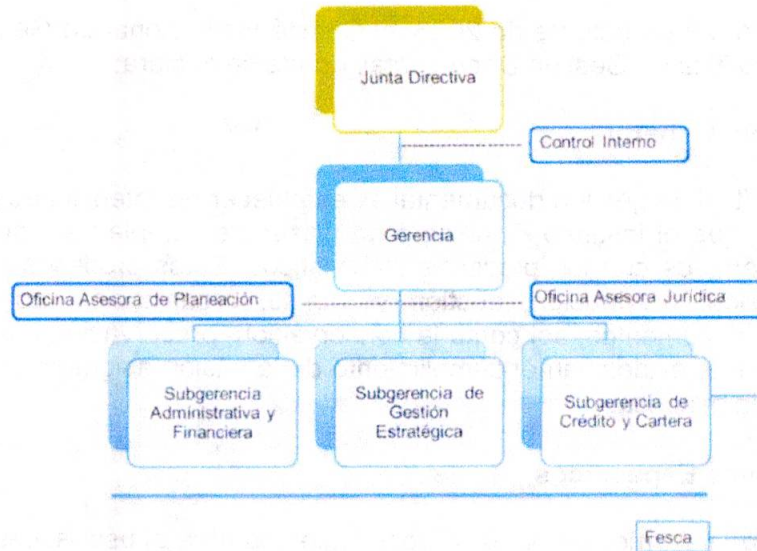 Junta Directiva
Control Interno
Gerencia
Oficina Asesora de Planeación
Oficina Asesora Jurídica
Subgerencia
Administrativa y
Financiera
Subgerencia de
Gestión
Estratégica
Subgerencia de
Crédito y Cartera
Fesca